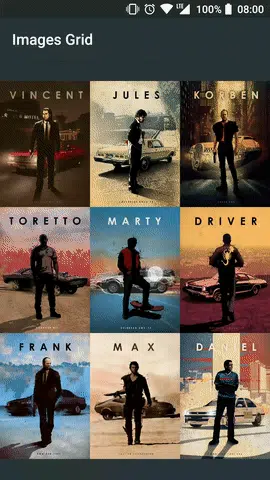 100% 08:00
Images Grid
VINCENT JULES KORBEN
TORETTO MARTY DRIVER
FRANK MAX DANIEL